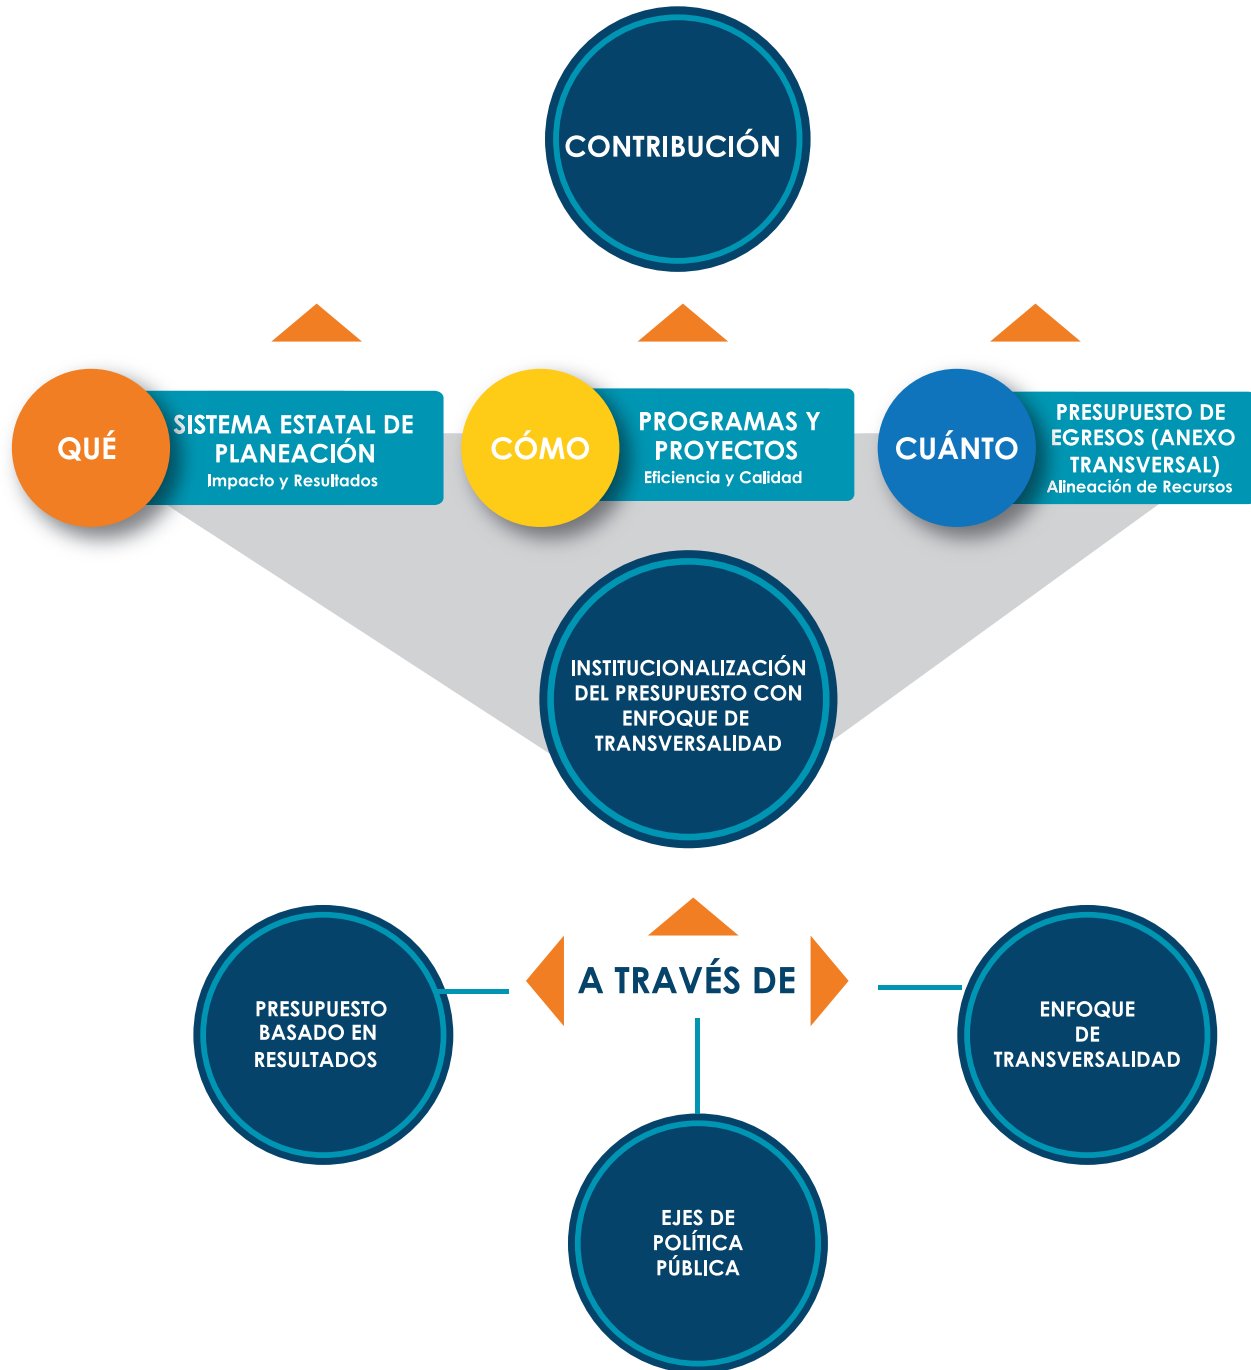 CONTRIBUCIÓN
QUÉ
SISTEMA ESTATAL DE
PLANEACIÓN
Impacto y Resultados
CÓMO
PROGRAMAS Y
PROYECTOS
Eficiencia y Calidad
CUÁNTO
PRESUPUESTO DE
EGRESOS (ANEXO
TRANSVERSAL)
Alineación de Recursos
INSTITUCIONALIZACIÓN
DEL PRESUPUESTO CON
ENFOQUE DE
TRANSVERSALIDAD
A TRAVÉS DE
PRESUPUESTO
BASADO EN
RESULTADOS
ENFOQUE
DE
TRANSVERSALIDAD
EJES DE
POLÍTICA
PÚBLICA